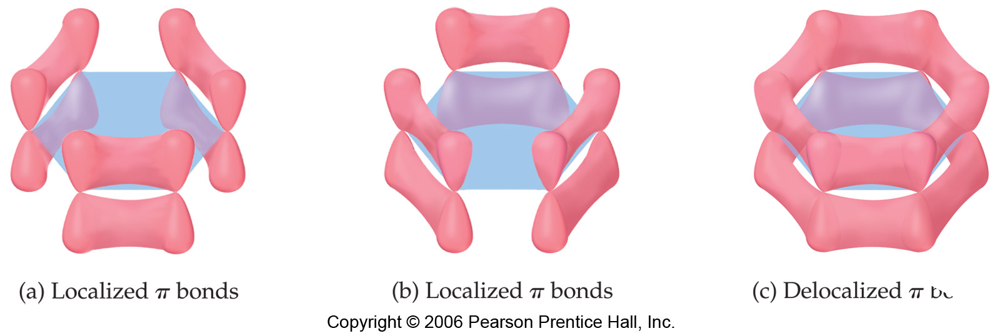 (a) Localized π bonds
(b) Localized π bonds
(c) Delocalized π
Copyright © 2006 Pearson Prentice Hall, Inc.